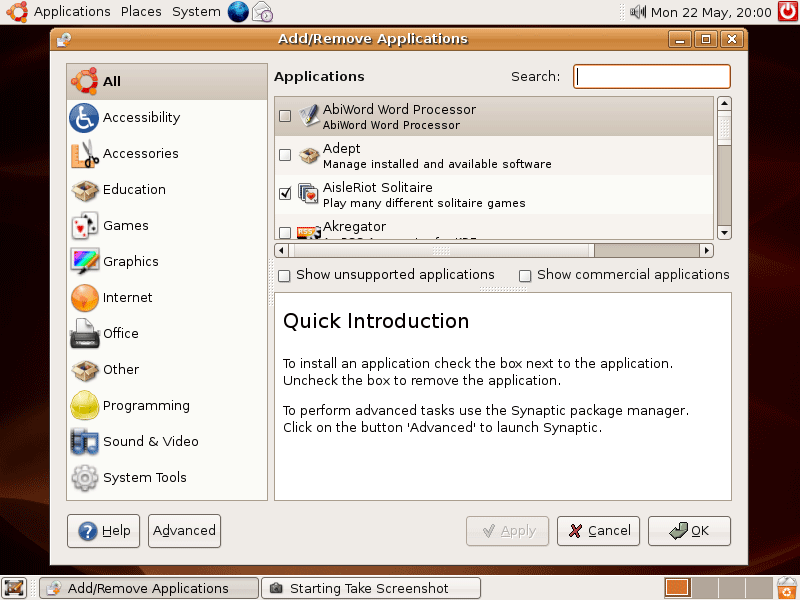 Applications Places System Mon 22 May, 20:00
Add/Remove Applications
All
Accessibility
Accessories
Education
Games
Graphics
Internet
Office
Other
Programming
Sound & Video
System Tools
Applications Search:
AbiWord Word Processor
AbiWord Word Processor
Adept
Manage installed and available software
AisleRiot Solitaire
Play many different solitaire games
Akregator
Show unsupported applications Show commercial applications
Quick Introduction
To install an application check the box next to the application.
Uncheck the box to remove the application.
To perform advanced tasks use the Synaptic package manager.
Click on the button 'Advanced' to launch Synaptic.
Help Advanced Apply Cancel OK
Add/Remove Applications Starting Take Screenshot